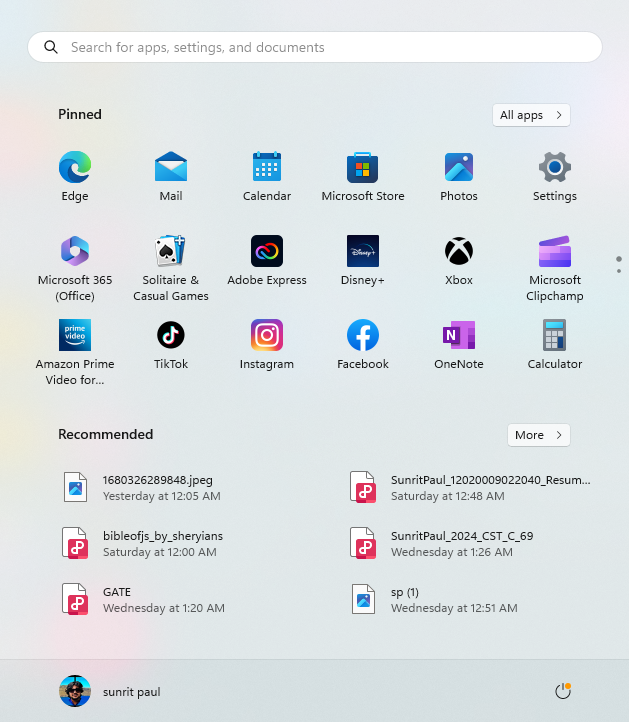 Search for apps, settings, and documents
Pinned
All apps
Edge
Mail
Calendar
Microsoft Store
Photos
Settings
Microsoft 365
(Office)
Solitaire &
Casual Games
Adobe Express
Disney+
Disney+
Xbox
Microsoft
Clipchamp
prime
video
Amazon Prime
Video for...
TikTok
Instagram
Facebook
N
OneNote
Calculator
Recommended
More
1680326289848.jpeg
Yesterday at 12:05 AM
SunritPaul_12020009022040_Resum...
Saturday at 12:48 AM
bibleofjs_by_sheryians
Saturday at 12:00 AM
SunritPaul_2024_CST_C_69
Wednesday at 1:26 AM
GATE
Wednesday at 1:20 AM
sp (1)
Wednesday at 12:51 AM
sunrit paul